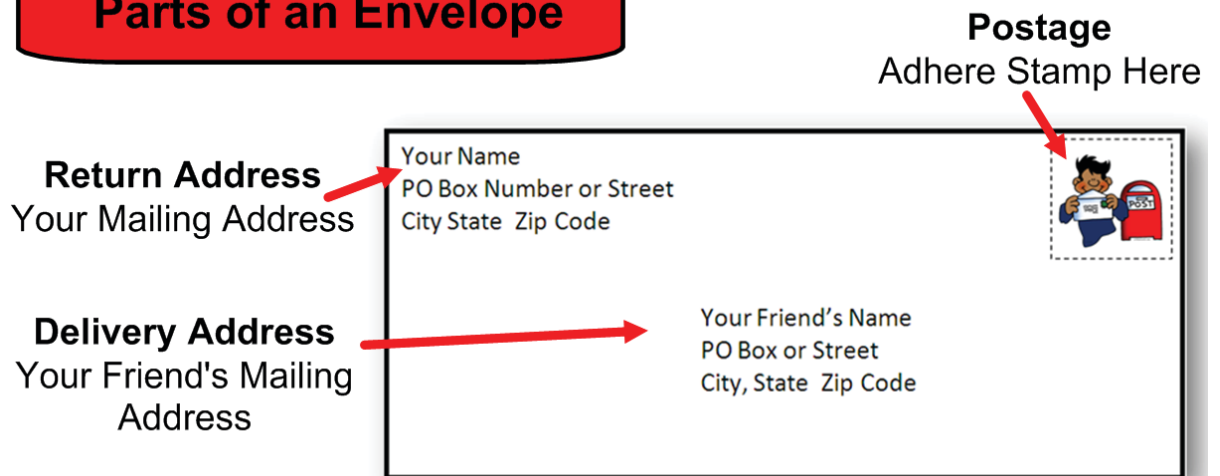 Parts of an Envelope
Postage
Adhere Stamp Here
Return Address
Your Mailing Address
Your Name
PO Box Number or Street
City State  Zip Code
POST
Delivery Address
Your Friend's Mailing
Address
Your Friend’s Name
PO Box or Street
City, State  Zip Code